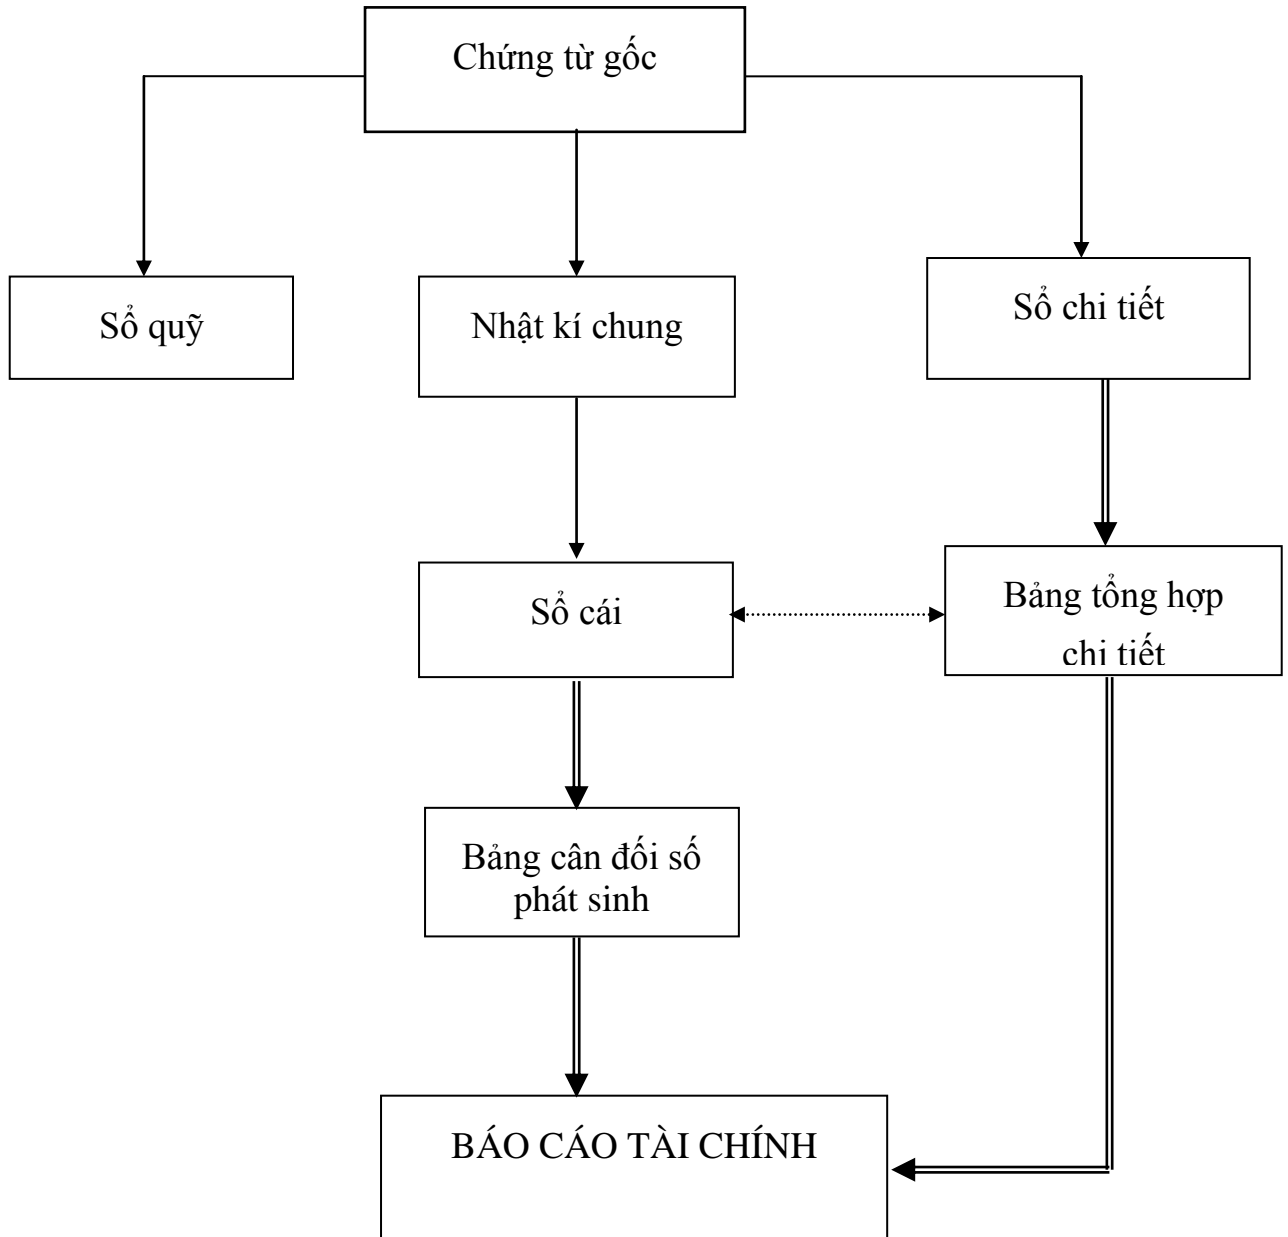 Chứng từ gốc
Sổ quỹ
Nhật kí chung
Sổ chi tiết
Sổ cái
Bảng tổng hợp
chi tiết
Bảng cân đối số
phát sinh
BÁO CÁO TÀI CHÍNH